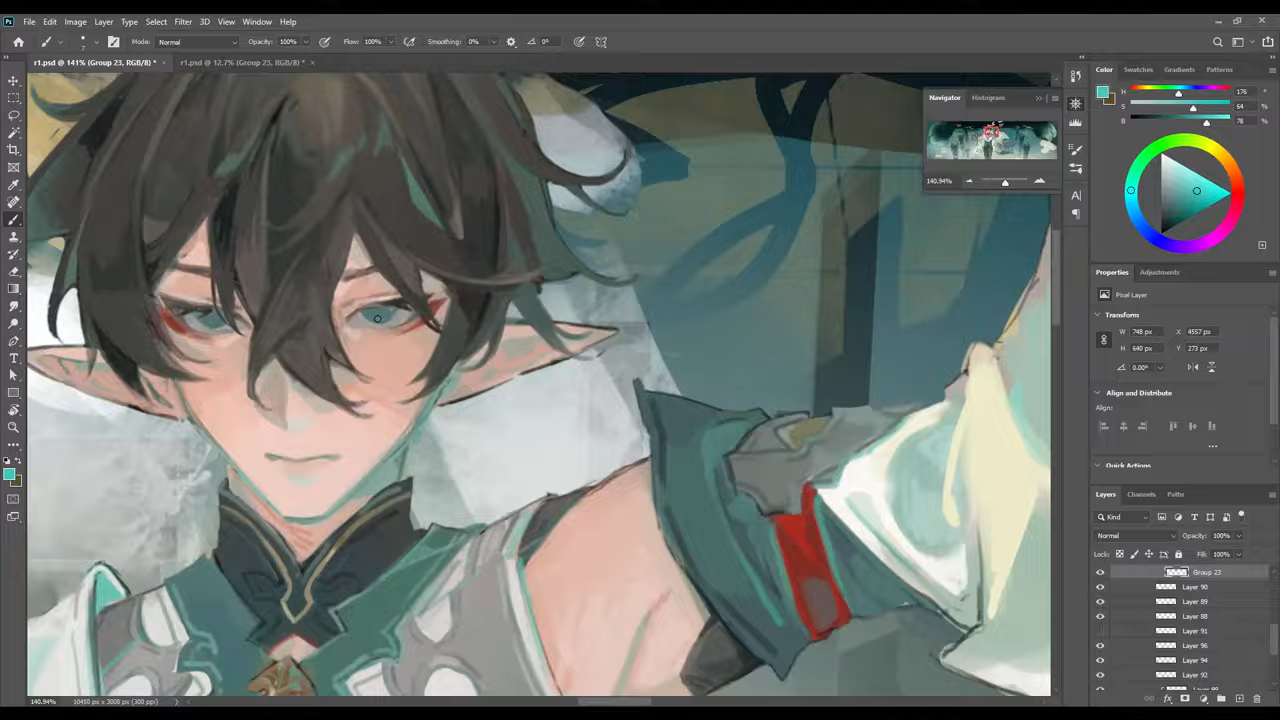 Ps File Edit Image Layer Type Select Filter 3D View Window Help
7 Mode: Normal Opacity: 100% Flow: 100% Smoothing: 0% 0°
r1.psd @ 141% (Group 23, RGB/8) * × r1.psd @ 12.7% (Group 23, RGB/8) * ×
Color Swatches Gradients Patterns
H 176 °
S 64 %
B 78 %
Navigator Histogram
140.94%
Properties Adjustments
Pixel Layer
Transform
W 748 px X 4557 px
H 640 px Y 273 px
0.00°
Align and Distribute
Align:
Quick Actions
Layers Channels Paths
Kind
Normal Opacity: 100%
Lock: Fill: 100%
Group 23
Layer 90
Layer 89
Layer 88
Layer 91
Layer 96
Layer 94
Layer 92
140.94% 10450 px x 3008 px (300 ppi)